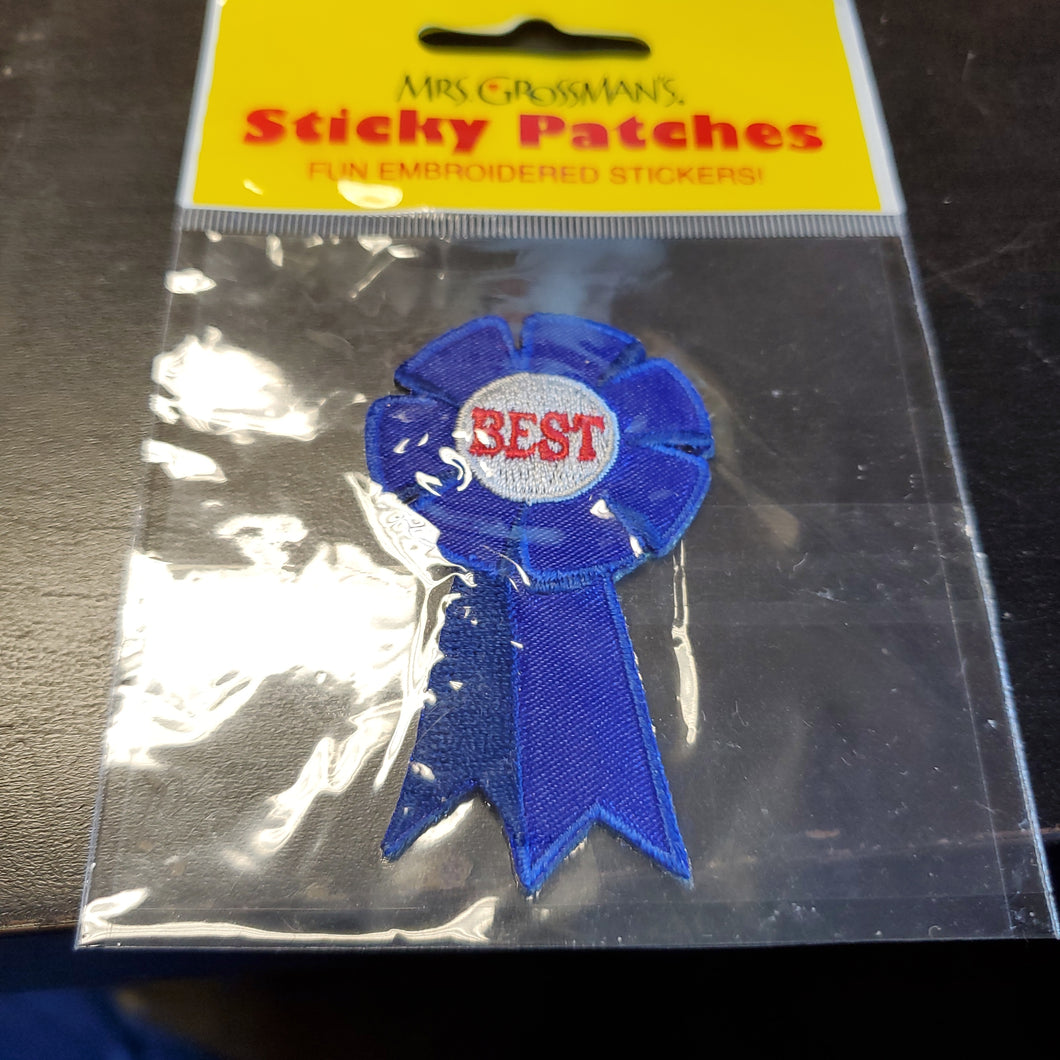 MRS. GROSSMAN'S®
Sticky Patches
FUN EMBROIDERED STICKERS!
BEST